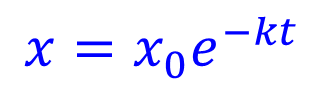 x = x₀e⁻ᵏᵗ